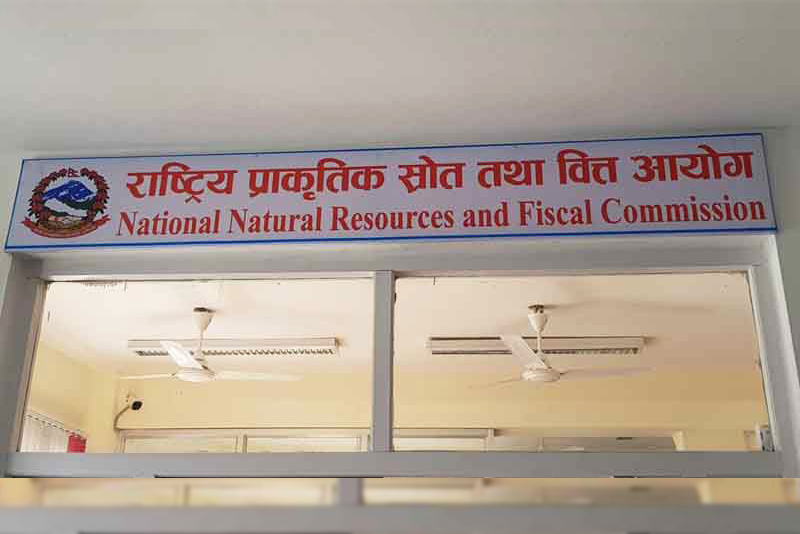 राष्ट्रिय प्राकृतिक स्रोत तथा वित्त आयोग
National Natural Resources and Fiscal Commission